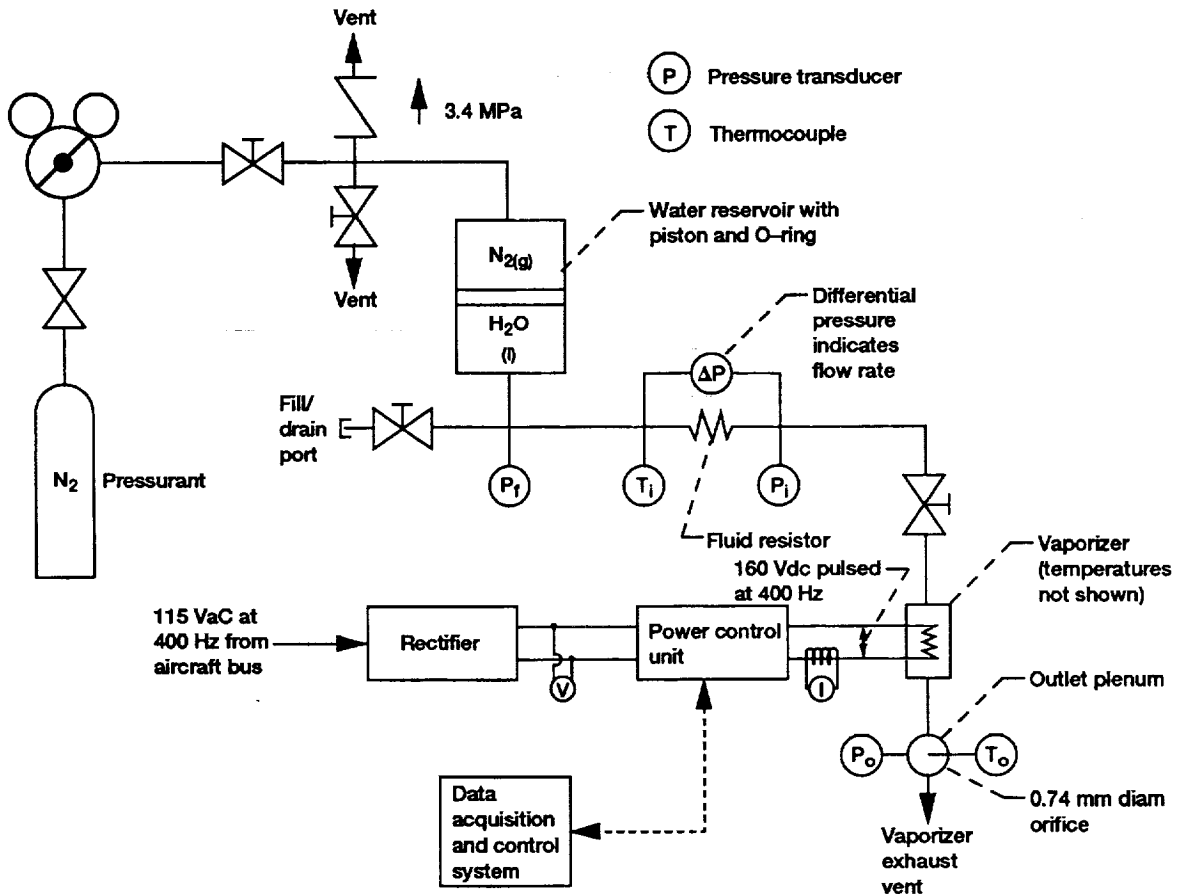 Vent
P Pressure transducer
3.4 MPa
T Thermocouple
Water reservoir with
piston and O–ring
N2(g)
Vent
H2O
(l)
Differential
pressure
indicates
flow rate
ΔP
Fill/
drain
port
N2 Pressurant
Pf
Ti
Pi
Fluid resistor
Vaporizer
(temperatures
not shown)
160 Vdc pulsed
at 400 Hz
115 VaC at
400 Hz from
aircraft bus
Rectifier
Power control
unit
V
I
Outlet plenum
Po
To
Data
acquisition
and control
system
0.74 mm diam
orifice
Vaporizer
exhaust
vent